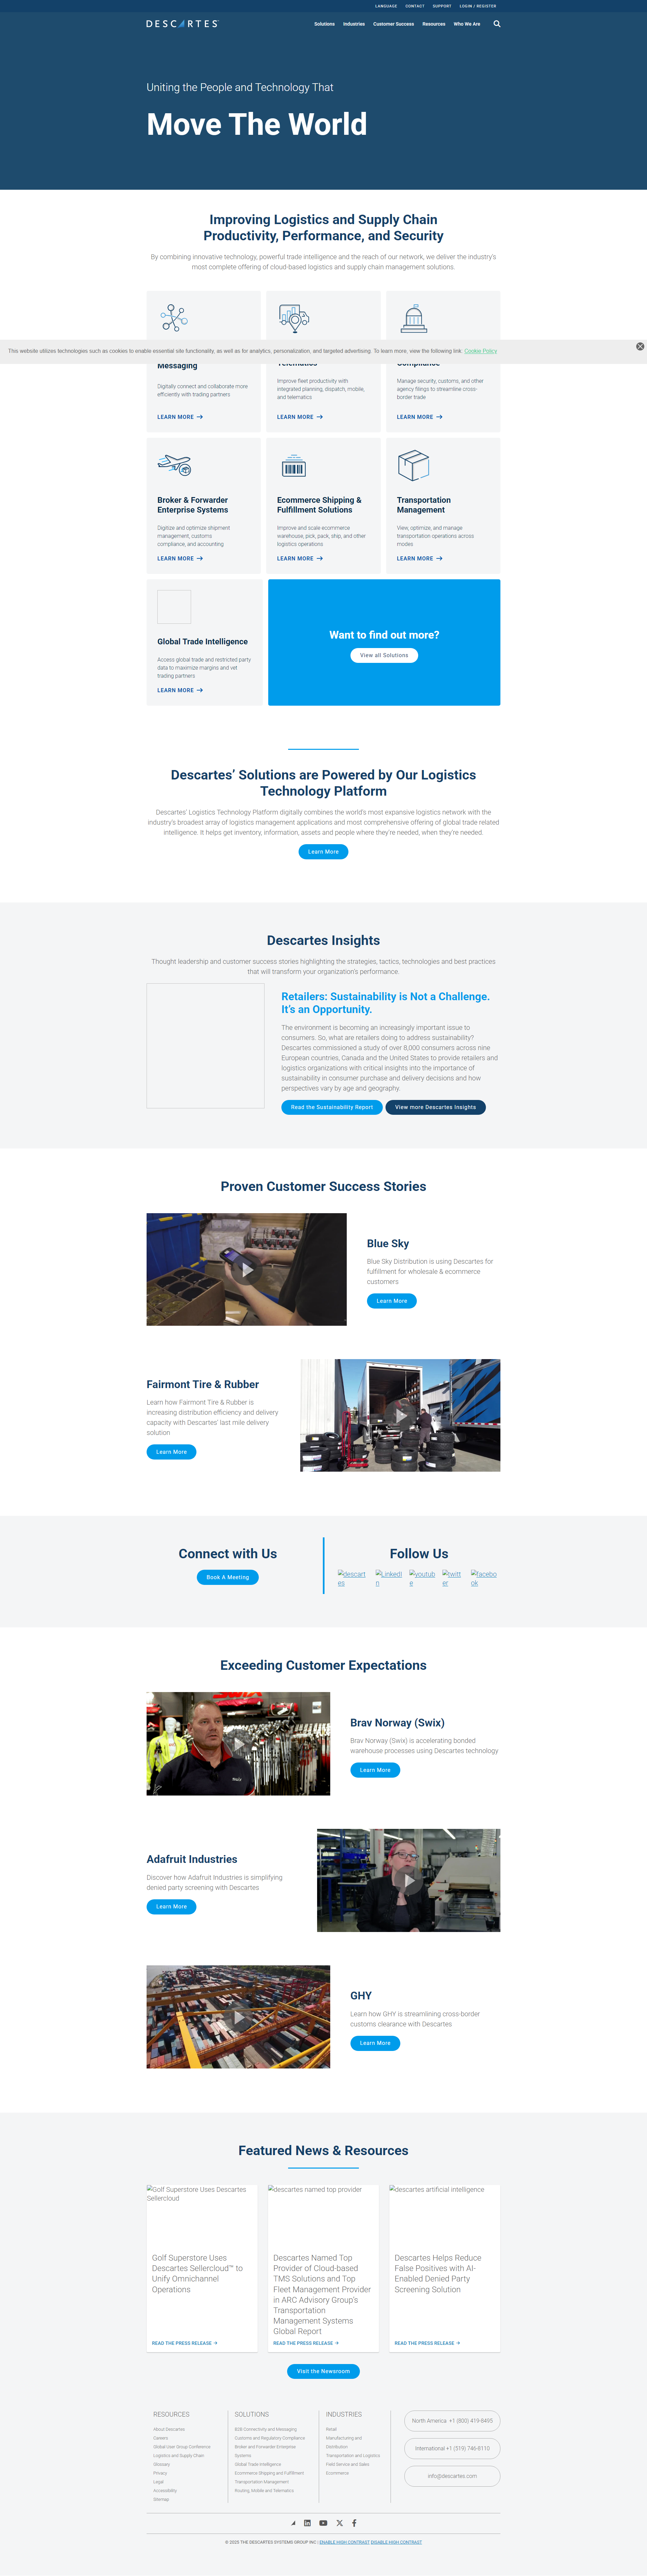 LANGUAGE CONTACT SUPPORT LOGIN / REGISTER
DESCARTES
Solutions Industries Customer Success Resources Who We Are
Uniting the People and Technology That
Move The World
Improving Logistics and Supply Chain
Productivity, Performance, and Security
By combining innovative technology, powerful trade intelligence and the reach of our network, we deliver the industry's
most complete offering of cloud-based logistics and supply chain management solutions.
This website utilizes technologies such as cookies to enable essential site functionality, as well as for analytics, personalization, and targeted advertising. To learn more, view the following link: Cookie Policy
Messaging
Digitally connect and collaborate more
efficiently with trading partners
LEARN MORE
Telematics
Improve fleet productivity with
integrated planning, dispatch, mobile,
and telematics
LEARN MORE
Compliance
Manage security, customs, and other
agency filings to streamline cross-
border trade
LEARN MORE
Broker & Forwarder
Enterprise Systems
Digitize and optimize shipment
management, customs
compliance, and accounting
LEARN MORE
Ecommerce Shipping &
Fulfillment Solutions
Improve and scale ecommerce
warehouse, pick, pack, ship, and other
logistics operations
LEARN MORE
Transportation
Management
View, optimize, and manage
transportation operations across
modes
LEARN MORE
Global Trade Intelligence
Access global trade and restricted party
data to maximize margins and vet
trading partners
LEARN MORE
Want to find out more?
View all Solutions
Descartes’ Solutions are Powered by Our Logistics
Technology Platform
Descartes' Logistics Technology Platform digitally combines the world's most expansive logistics network with the
industry's broadest array of logistics management applications and most comprehensive offering of global trade related
intelligence. It helps get inventory, information, assets and people where they're needed, when they're needed.
Learn More
Descartes Insights
Thought leadership and customer success stories highlighting the strategies, tactics, technologies and best practices
that will transform your organization's performance.
Retailers: Sustainability is Not a Challenge.
It’s an Opportunity.
The environment is becoming an increasingly important issue to
consumers. So, what are retailers doing to address sustainability?
Descartes commissioned a study of over 8,000 consumers across nine
European countries, Canada and the United States to provide retailers and
logistics organizations with critical insights into the importance of
sustainability in consumer purchase and delivery decisions and how
perspectives vary by age and geography.
Read the Sustainability Report
View more Descartes Insights
Proven Customer Success Stories
Blue Sky
Blue Sky Distribution is using Descartes for
fulfillment for wholesale & ecommerce
customers
Learn More
Fairmont Tire & Rubber
Learn how Fairmont Tire & Rubber is
increasing distribution efficiency and delivery
capacity with Descartes' last mile delivery
solution
Learn More
Connect with Us
Book A Meeting
Follow Us
descart
es
Linkedi
n
youtub
e
twitt
er
facebo
ok
Exceeding Customer Expectations
Brav Norway (Swix)
Brav Norway (Swix) is accelerating bonded
warehouse processes using Descartes technology
Learn More
Adafruit Industries
Discover how Adafruit Industries is simplifying
denied party screening with Descartes
Learn More
GHY
Learn how GHY is streamlining cross-border
customs clearance with Descartes
Learn More
Featured News & Resources
Golf Superstore Uses Descartes
Sellercloud
Golf Superstore Uses
Descartes Sellercloud™ to
Unify Omnichannel
Operations
READ THE PRESS RELEASE
descartes named top provider
Descartes Named Top
Provider of Cloud-based
TMS Solutions and Top
Fleet Management Provider
in ARC Advisory Group's
Transportation
Management Systems
Global Report
READ THE PRESS RELEASE
descartes artificial intelligence
Descartes Helps Reduce
False Positives with AI-
Enabled Denied Party
Screening Solution
READ THE PRESS RELEASE
Visit the Newsroom
RESOURCES
About Descartes
Careers
Global User Group Conference
Logistics and Supply Chain
Glossary
Privacy
Legal
Accessibility
Sitemap
SOLUTIONS
B2B Connectivity and Messaging
Customs and Regulatory Compliance
Broker and Forwarder Enterprise
Systems
Global Trade Intelligence
Ecommerce Shipping and Fulfillment
Transportation Management
Routing, Mobile and Telematics
INDUSTRIES
Retail
Manufacturing and
Distribution
Transportation and Logistics
Field Service and Sales
Ecommerce
North America: +1 (800) 419-8495
International +1 (519) 746-8110
info@descartes.com
© 2025 THE DESCARTES SYSTEMS GROUP INC | ENABLE HIGH CONTRAST DISABLE HIGH CONTRAST